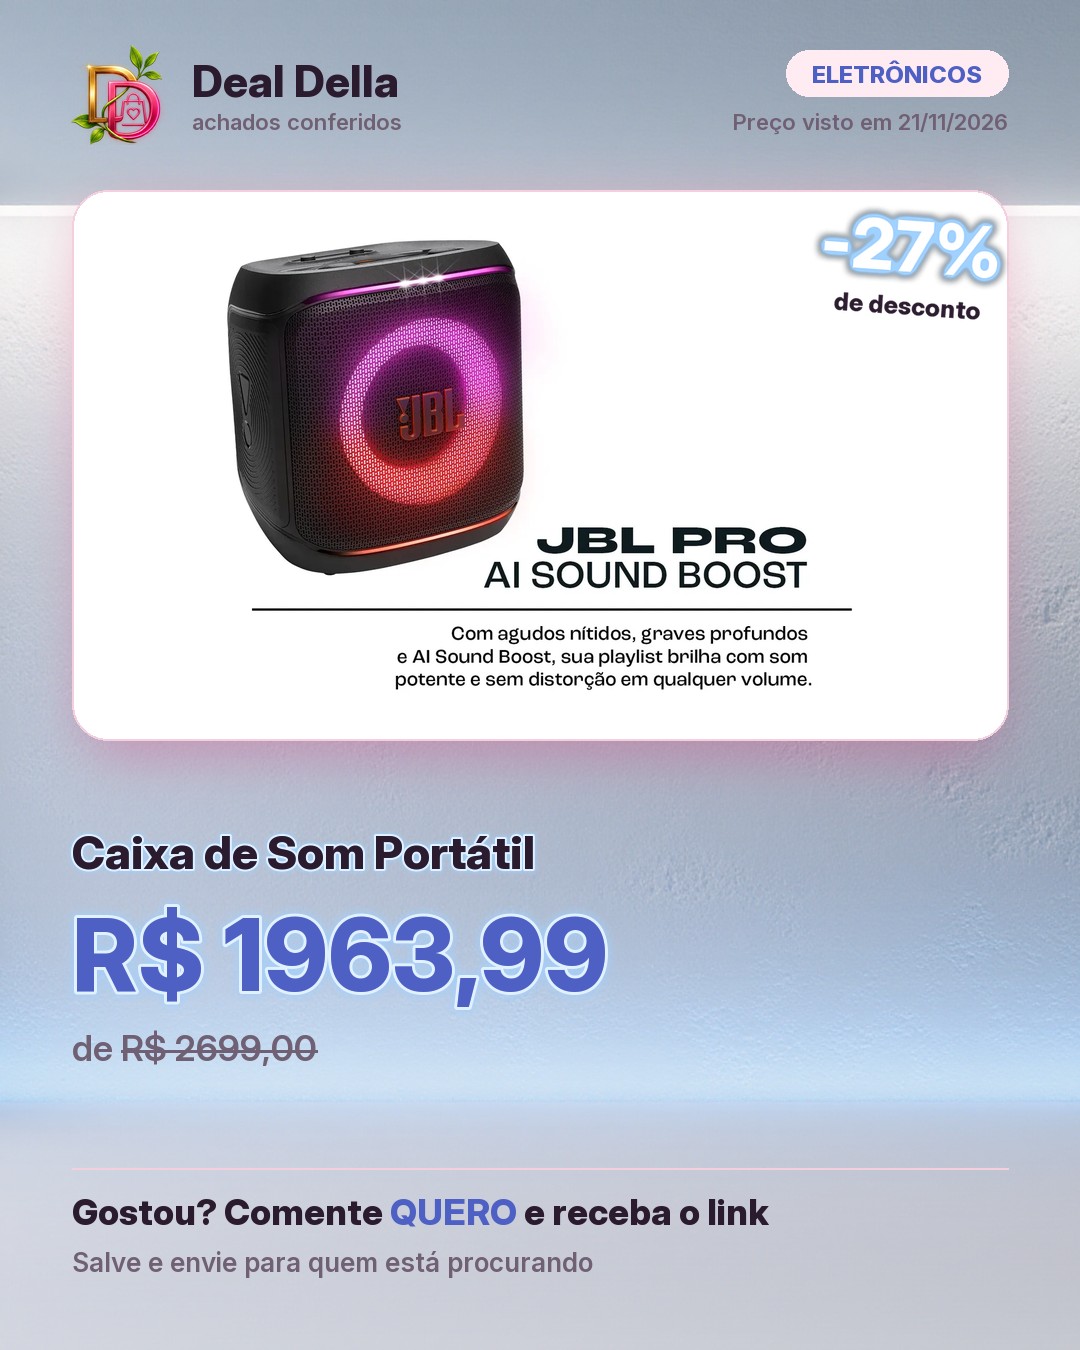 Deal Della
achados conferidos
ELETRÔNICOS
Preço visto em 21/11/2026
-27%
de desconto
JBL
JBL PRO
AI SOUND BOOST
Com agudos nítidos, graves profundos
e AI Sound Boost, sua playlist brilha com som
potente e sem distorção em qualquer volume.
Caixa de Som Portátil
R$ 1963,99
de R$ 2699,00
Gostou? Comente QUERO e receba o link
Salve e envie para quem está procurando